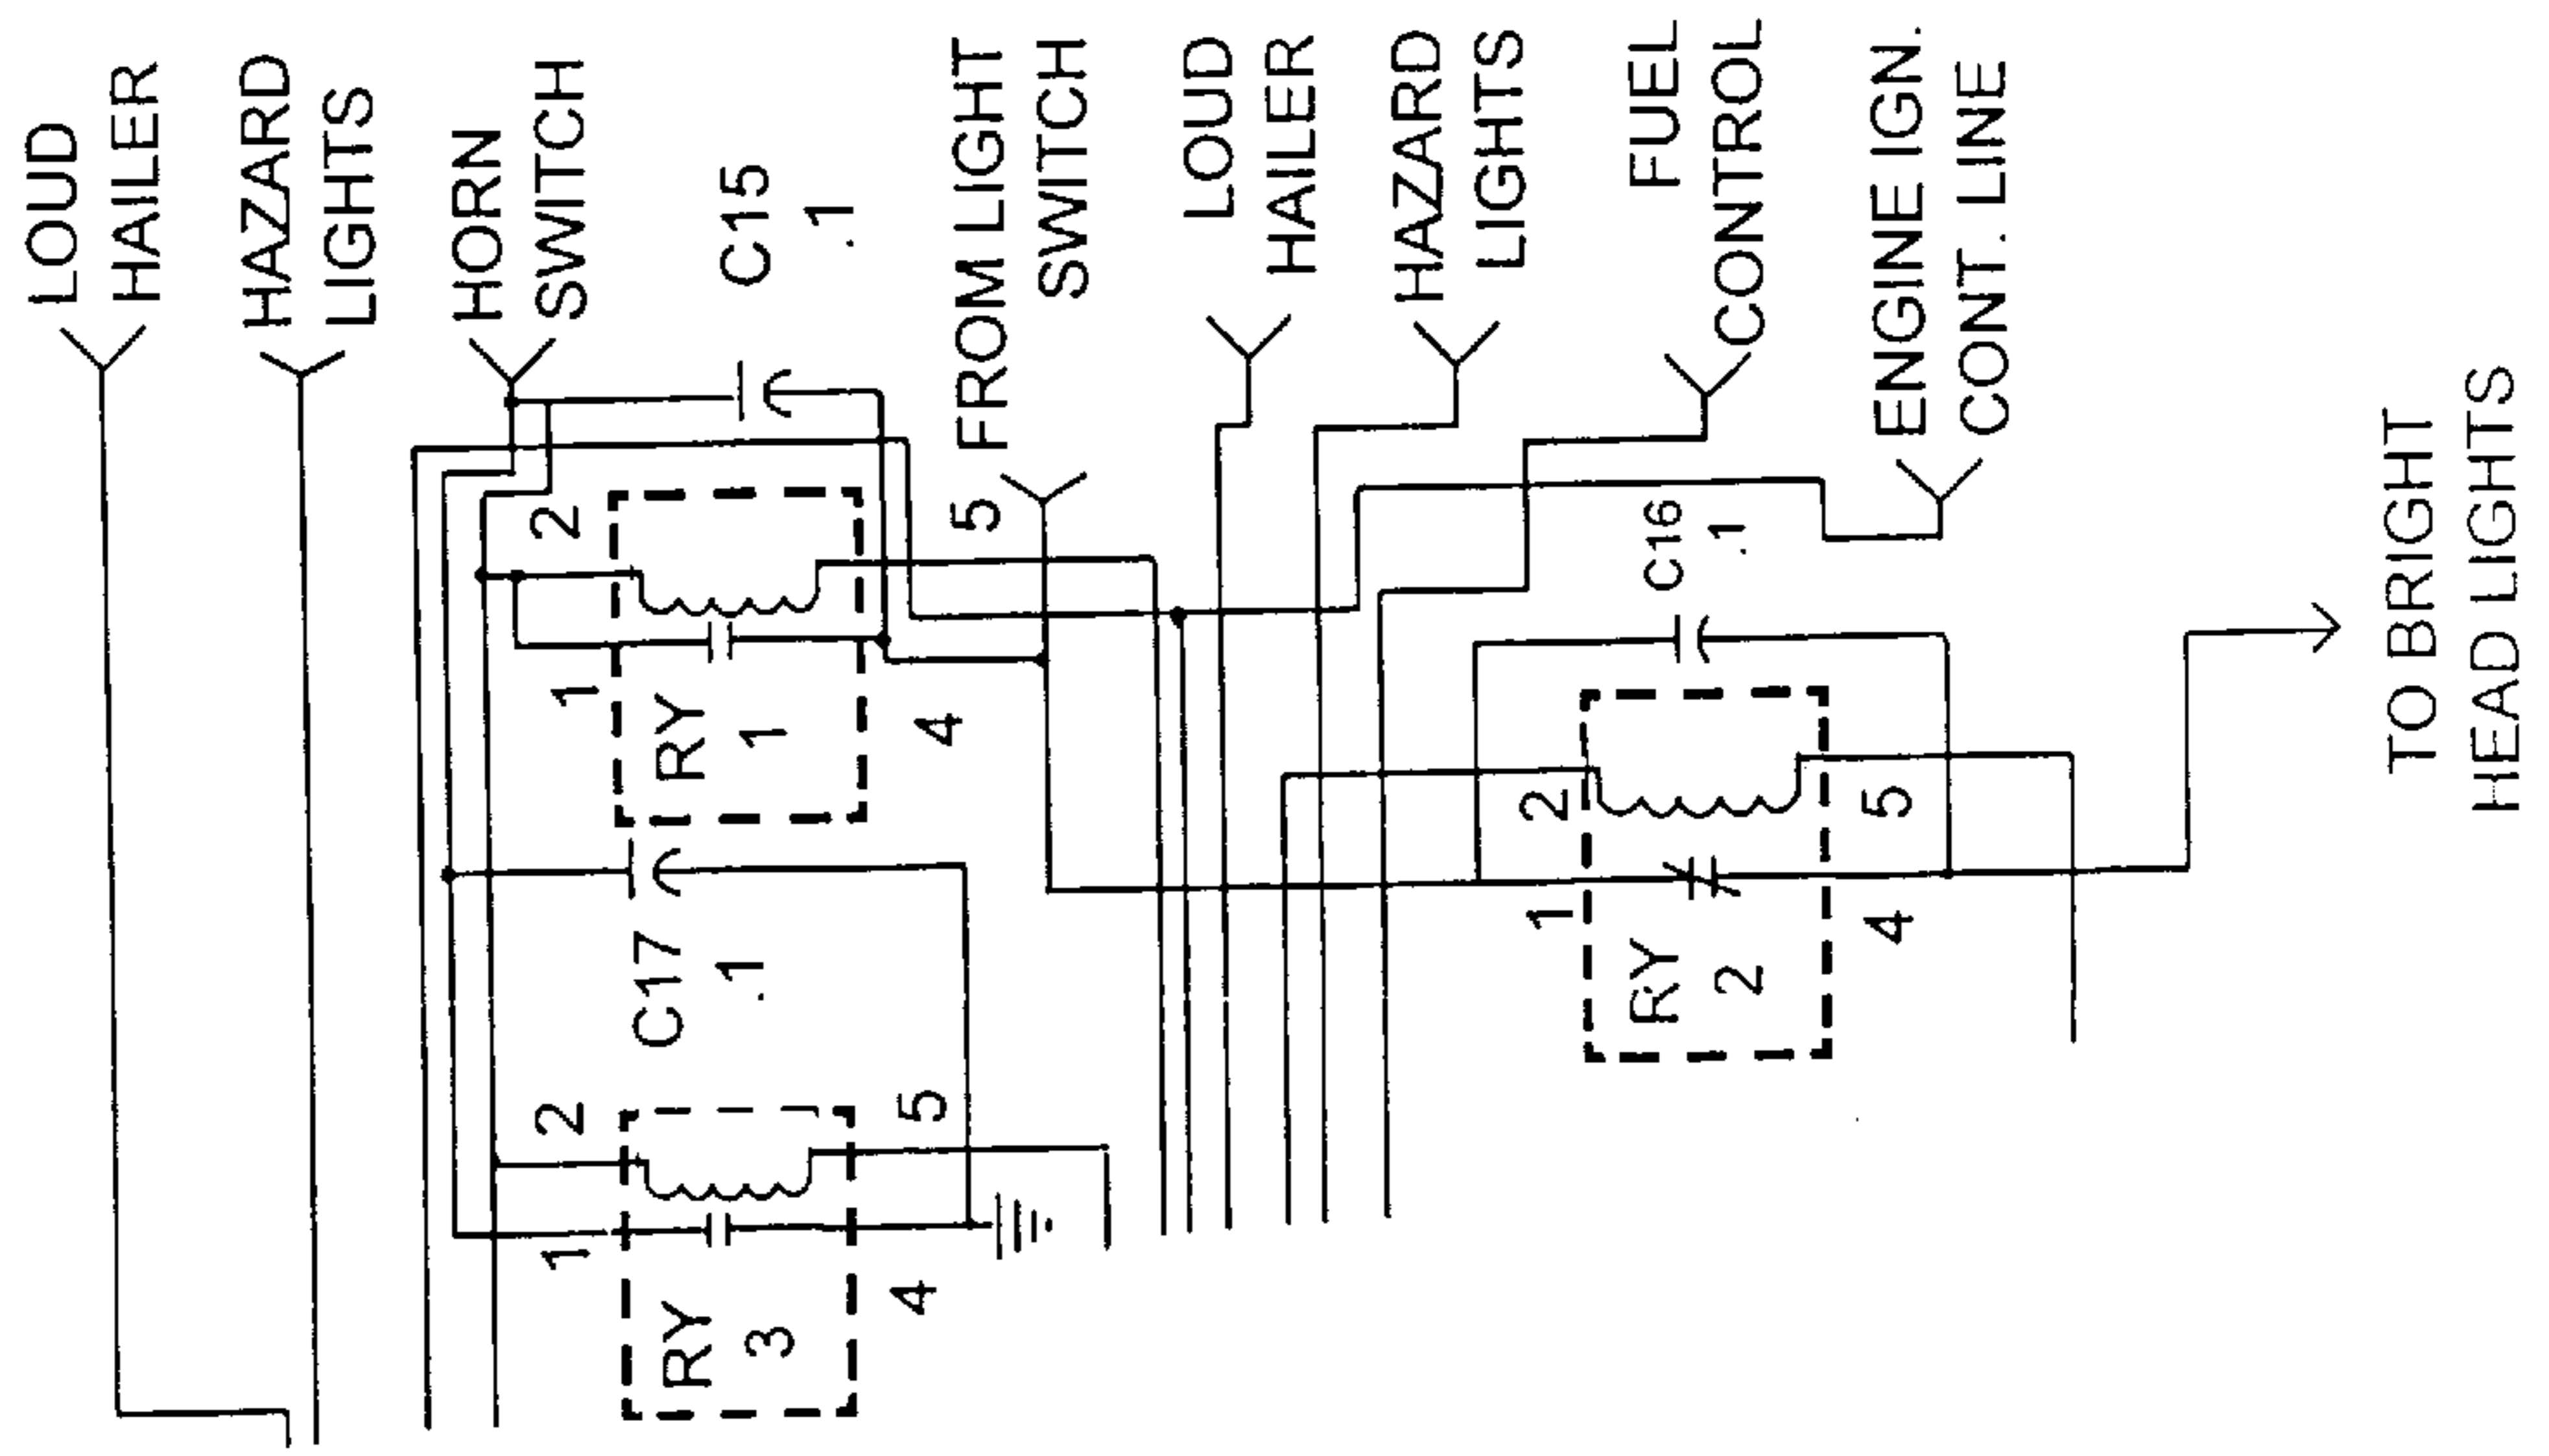 LOUD
HAILER
HAZARD
LIGHTS
HORN
SWITCH
C15
.1
FROM LIGHT
SWITCH
LOUD
HAILER
HAZARD
LIGHTS
FUEL
CONTROL
ENGINE IGN.
CONT. LINE
2
5
1
RY
1
4
C16
.1
C17
.1
2
5
1
RY
2
4
TO BRIGHT
HEAD LIGHTS
2
5
1
RY
3
4